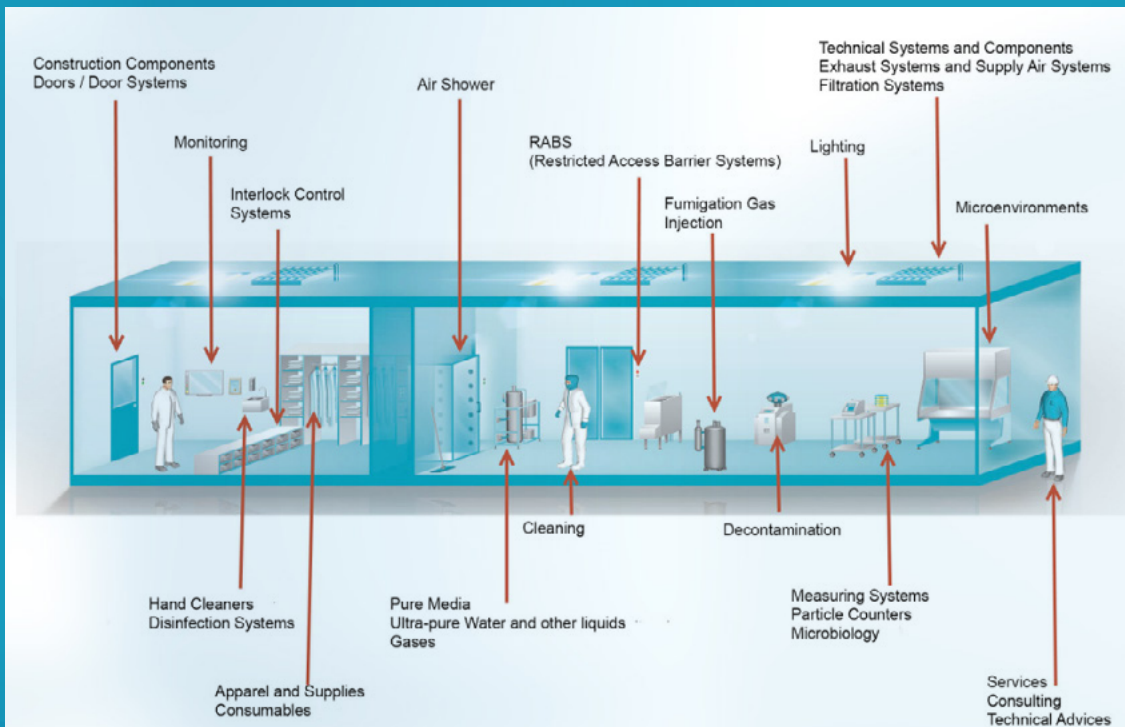 Construction Components
Doors / Door Systems
Monitoring
Interlock Control
Systems
Air Shower
RABS
(Restricted Access Barrier Systems)
Fumigation Gas
Injection
Lighting
Technical Systems and Components
Exhaust Systems and Supply Air Systems
Filtration Systems
Microenvironments
Hand Cleaners
Disinfection Systems
Apparel and Supplies
Consumables
Pure Media
Ultra-pure Water and other liquids
Gases
Cleaning
Decontamination
Measuring Systems
Particle Counters
Microbiology
Services
Consulting
Technical Advices